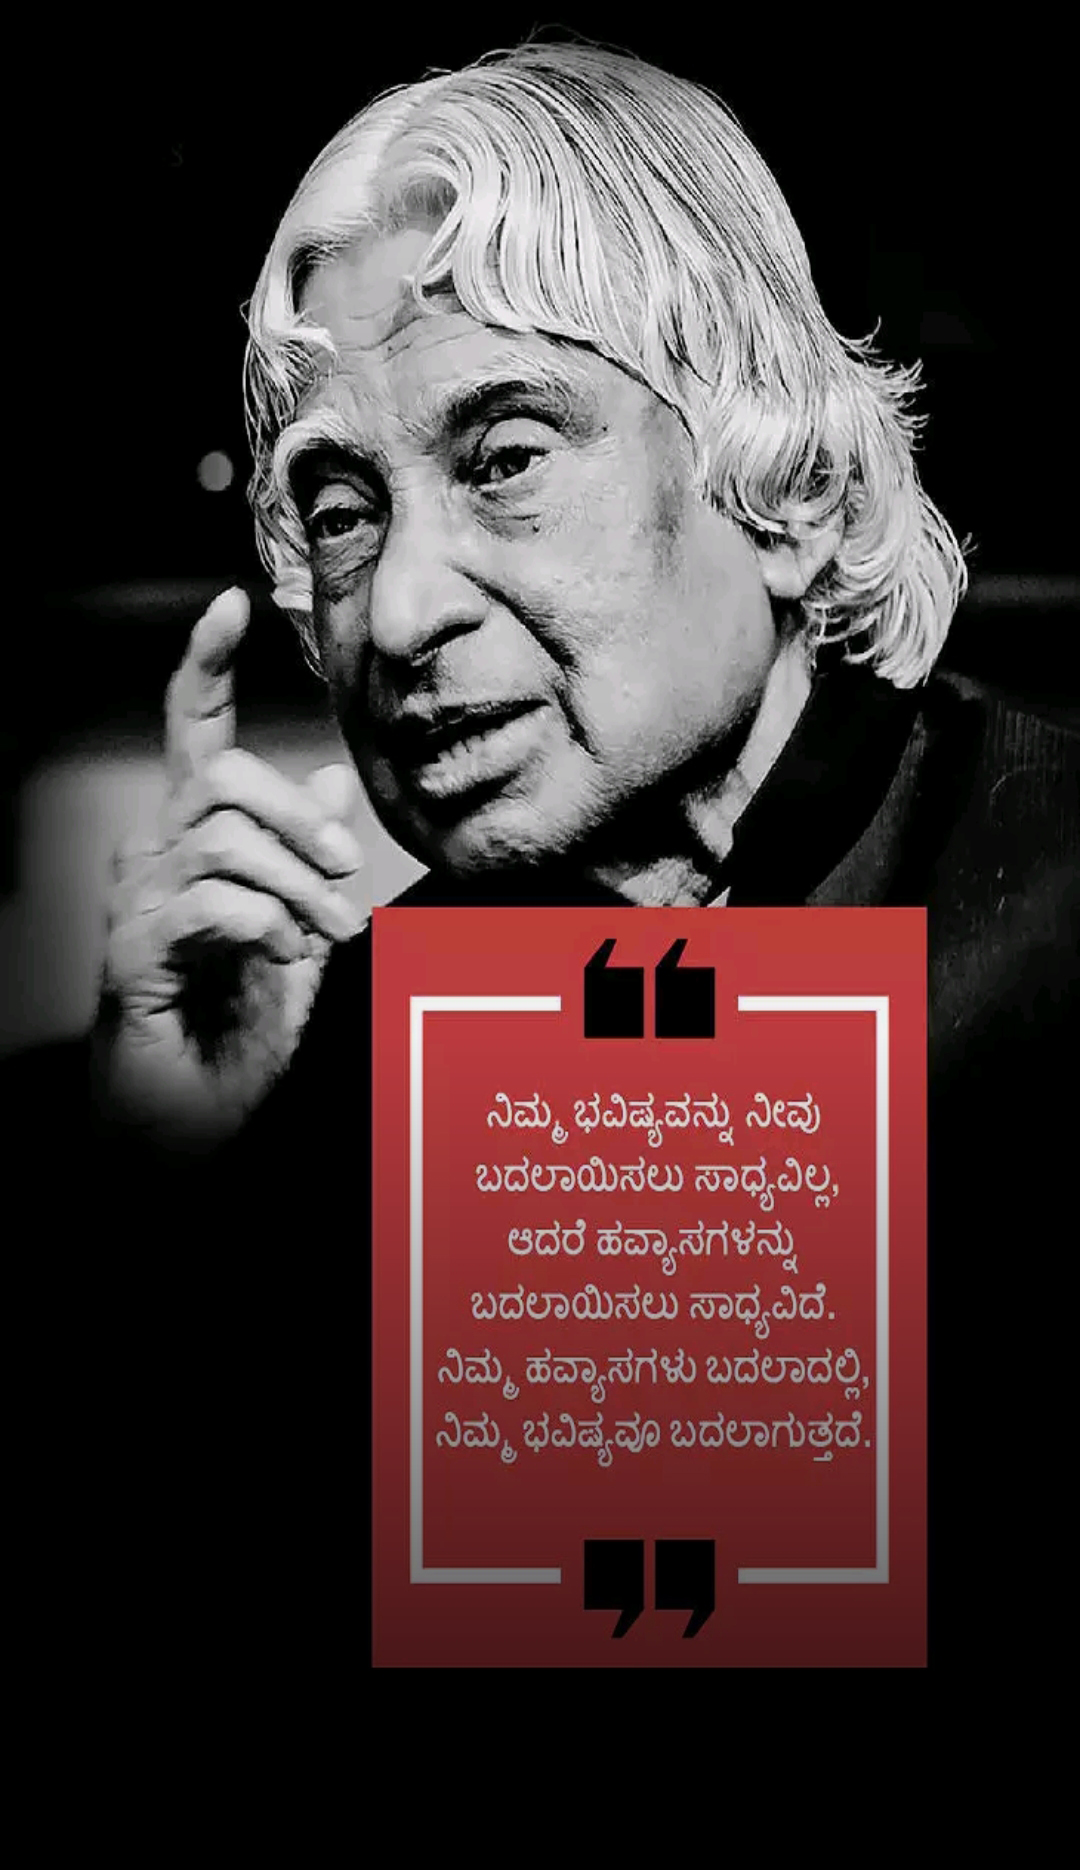 ನಿಮ್ಮ ಭವಿಷ್ಯವನ್ನು ನೀವು
ಬದಲಾಯಿಸಲು ಸಾಧ್ಯವಿಲ್ಲ,
ಆದರೆ ಹವ್ಯಾಸಗಳನ್ನು
ಬದಲಾಯಿಸಲು ಸಾಧ್ಯವಿದೆ.
ನಿಮ್ಮ ಹವ್ಯಾಸಗಳು ಬದಲಾದಲ್ಲಿ,
ನಿಮ್ಮ ಭವಿಷ್ಯವೂ ಬದಲಾಗುತ್ತದೆ.